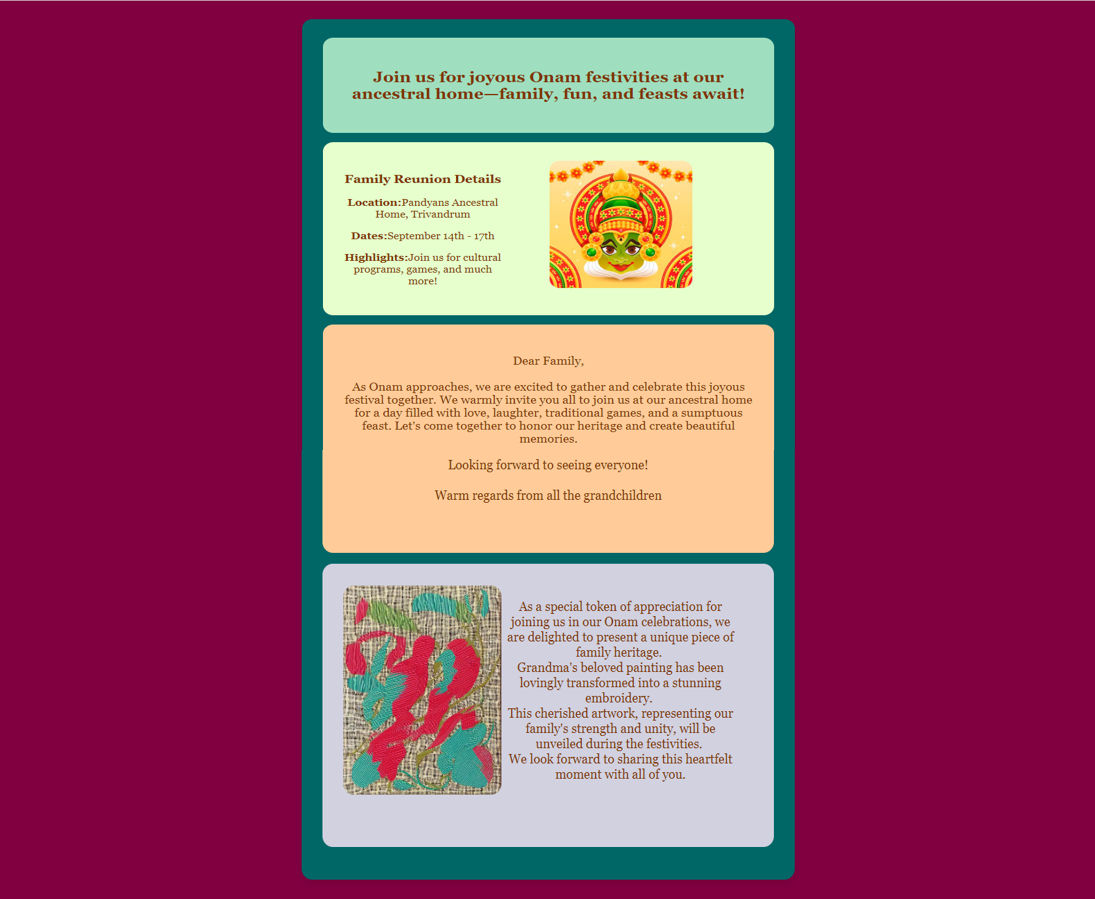 Join us for joyous Onam festivities at our
ancestral home—family, fun, and feasts await!
Family Reunion Details
Location:Pandyans Ancestral
Home, Trivandrum
Dates:September 14th - 17th
Highlights:Join us for cultural
programs, games, and much
more!
Dear Family,
As Onam approaches, we are excited to gather and celebrate this joyous
festival together. We warmly invite you all to join us at our ancestral home
for a day filled with love, laughter, traditional games, and a sumptuous
feast. Let's come together to honor our heritage and create beautiful
memories.
Looking forward to seeing everyone!
Warm regards from all the grandchildren
As a special token of appreciation for
joining us in our Onam celebrations, we
are delighted to present a unique piece of
family heritage.
Grandma's beloved painting has been
lovingly transformed into a stunning
embroidery.
This cherished artwork, representing our
family's strength and unity, will be
unveiled during the festivities.
We look forward to sharing this heartfelt
moment with all of you.